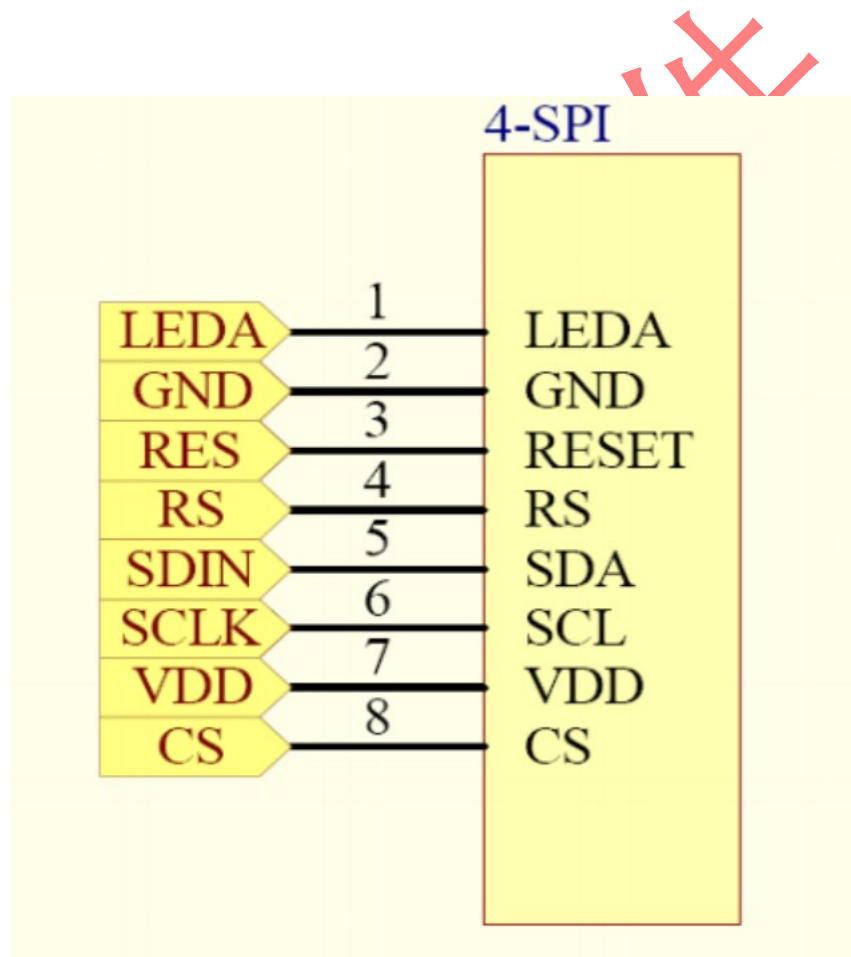 4-SPI
LEDA 1 LEDA
GND 2 GND
RES 3 RESET
RS 4 RS
SDIN 5 SDA
SCLK 6 SCL
VDD 7 VDD
CS 8 CS